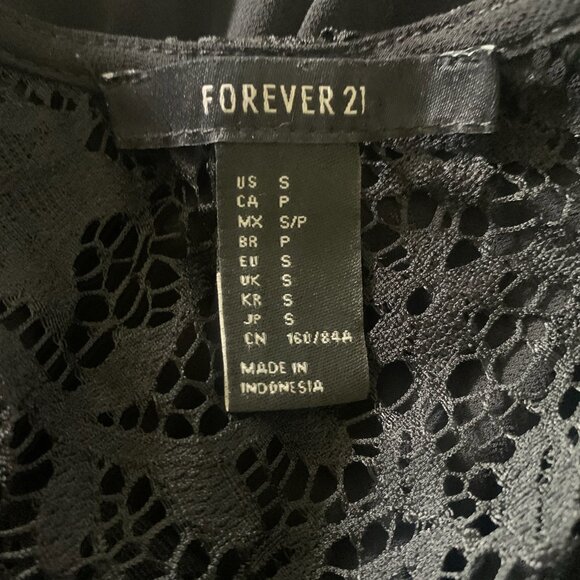 FOREVER 21
US S
CA P
MX S/P
BR P
EU S
UK S
KR S
JP S
CN 160/84A
MADE IN
INDONESIA